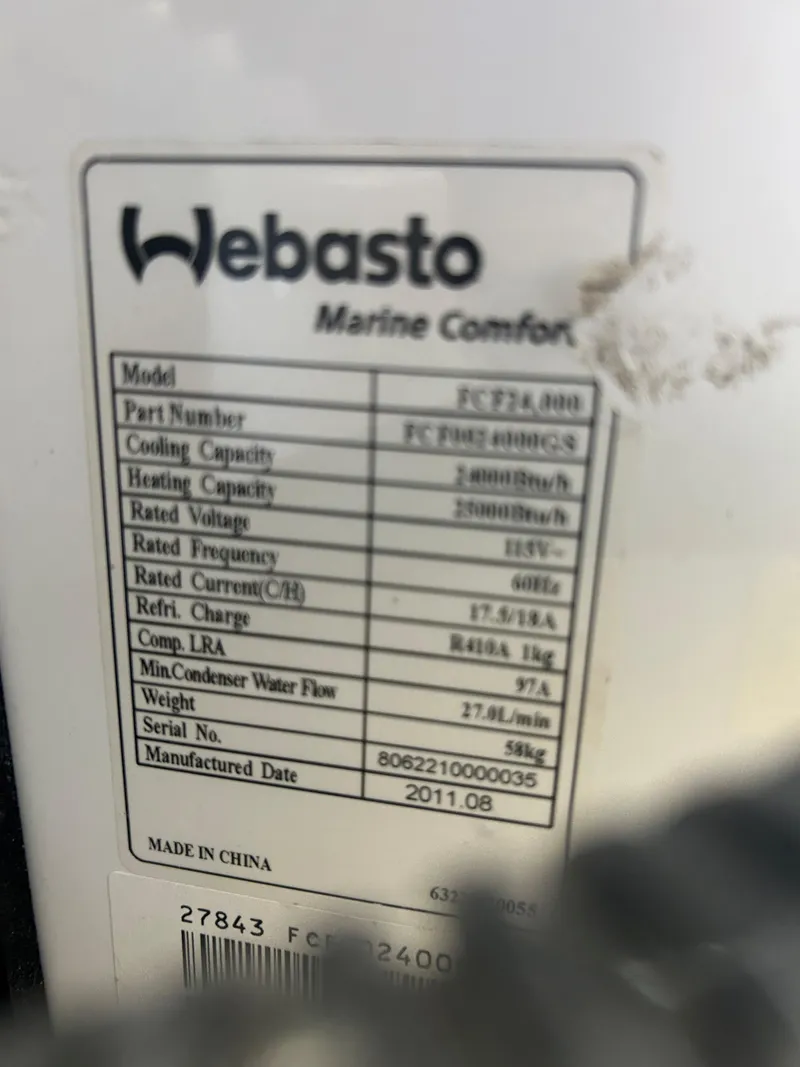 Webasto
Marine Comfort
Model FCF24,000
Part Number FCF0024000GS
Cooling Capacity 24000Btu/h
Heating Capacity 25000Btu/h
Rated Voltage 115V~
Rated Frequency 60Hz
Rated Current(C/H) 17.5/18A
Refri. Charge R410A 1kg
Comp. LRA 97A
Min.Condenser Water Flow 27.0L/min
Weight 58kg
Serial No. 8062210000035
Manufactured Date 2011.08
MADE IN CHINA
27843